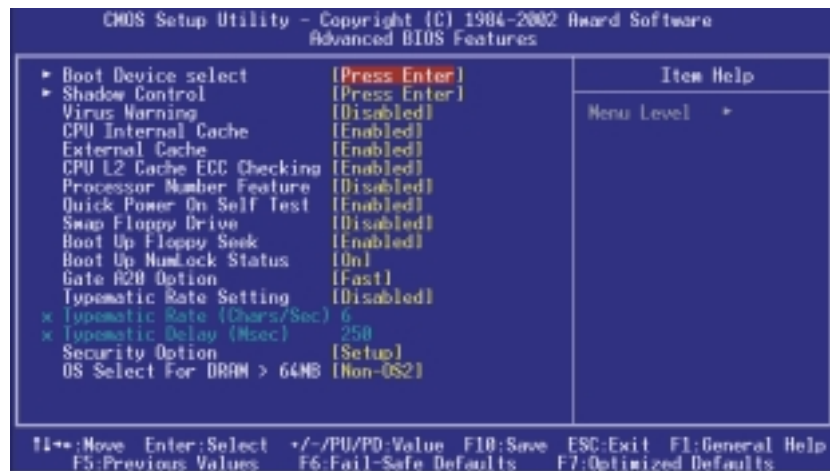 CMOS Setup Utility - Copyright (C) 1984-2002 Award Software
Advanced BIOS Features
► Boot Device select [Press Enter]
► Shadow Control [Press Enter]
Virus Warning [Disabled]
CPU Internal Cache [Enabled]
External Cache [Enabled]
CPU L2 Cache ECC Checking [Enabled]
Processor Number Feature [Disabled]
Quick Power On Self Test [Enabled]
Swap Floppy Drive [Disabled]
Boot Up Floppy Seek [Enabled]
Boot Up NumLock Status [On]
Gate A20 Option [Fast]
Typematic Rate Setting [Disabled]
x Typematic Rate (Chars/Sec) 6
x Typematic Delay (Msec) 250
Security Option [Setup]
OS Select For DRAM > 64MB [Non-OS2]
Item Help
Menu Level ►
↑↓→←:Move Enter:Select +/-/PU/PD:Value F10:Save ESC:Exit F1:General Help
F5:Previous Values F6:Fail-Safe Defaults F7:Optimized Defaults